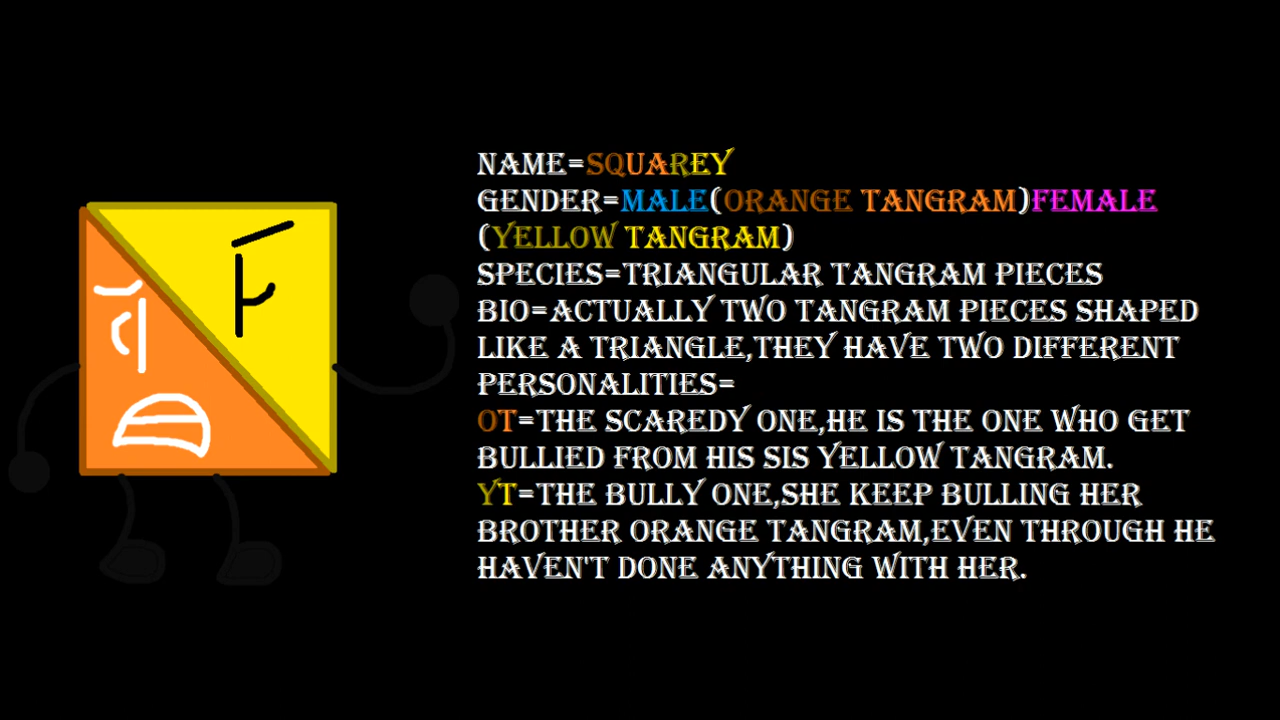 NAME=SQUAREY
GENDER=MALE(ORANGE TANGRAM)FEMALE
(YELLOW TANGRAM)
SPECIES=TRIANGULAR TANGRAM PIECES
BIO=ACTUALLY TWO TANGRAM PIECES SHAPED
LIKE A TRIANGLE,THEY HAVE TWO DIFFERENT
PERSONALITIES=
OT=THE SCAREDY ONE,HE IS THE ONE WHO GET
BULLIED FROM HIS SIS YELLOW TANGRAM.
YT=THE BULLY ONE,SHE KEEP BULLING HER
BROTHER ORANGE TANGRAM,EVEN THROUGH HE
HAVEN'T DONE ANYTHING WITH HER.